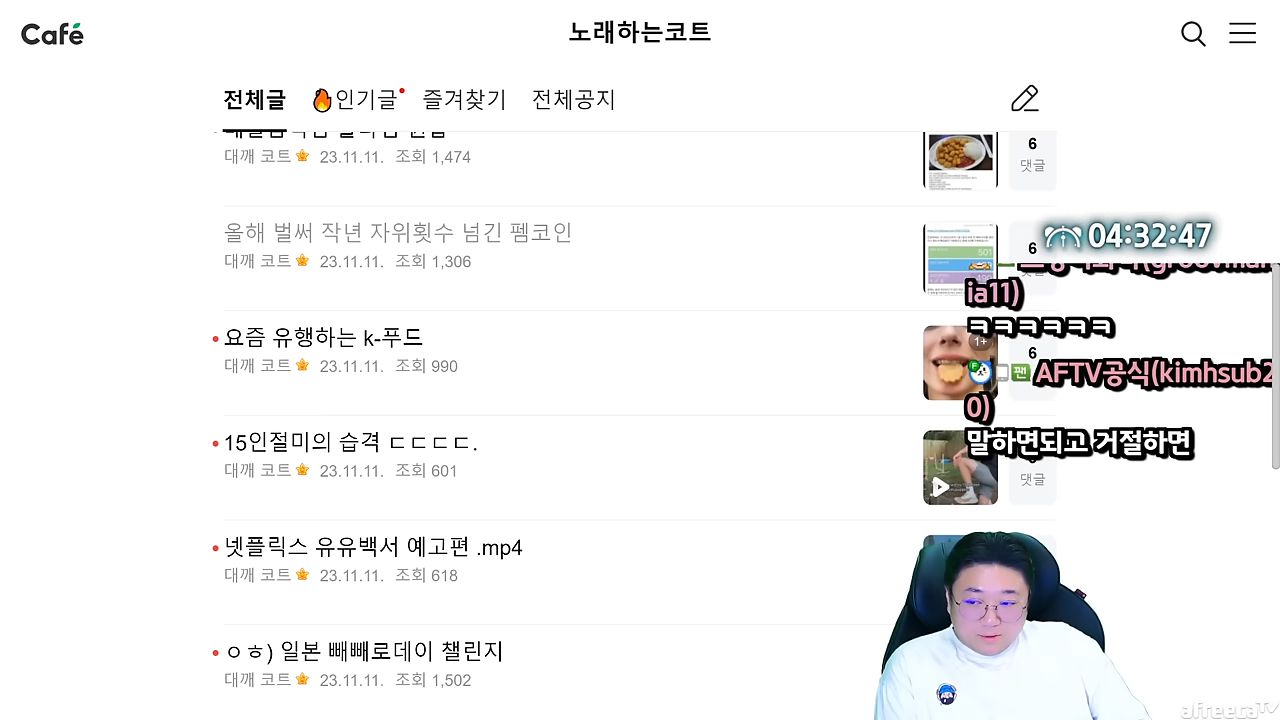 Café
노래하는코트
전체글 인기글 즐겨찾기 전체공지
대깨 코트 23.11.11. 조회 1,474
6
댓글
올해 벌써 작년 자위횟수 넘긴 펨코인
대깨 코트 23.11.11. 조회 1,306
6
04:32:47
ia11)
ㅋㅋㅋㅋㅋㅋ
요즘 유행하는 k-푸드
대깨 코트 23.11.11. 조회 990
1+
6
팬 AFTV공식(kimhsub2
0)
말하면되고 거절하면
15인절미의 습격 ㄷㄷㄷㄷ.
대깨 코트 23.11.11. 조회 601
댓글
넷플릭스 유유백서 예고편 .mp4
대깨 코트 23.11.11. 조회 618
ㅇㅎ) 일본 빼빼로데이 챌린지
대깨 코트 23.11.11. 조회 1,502
afreecaTV